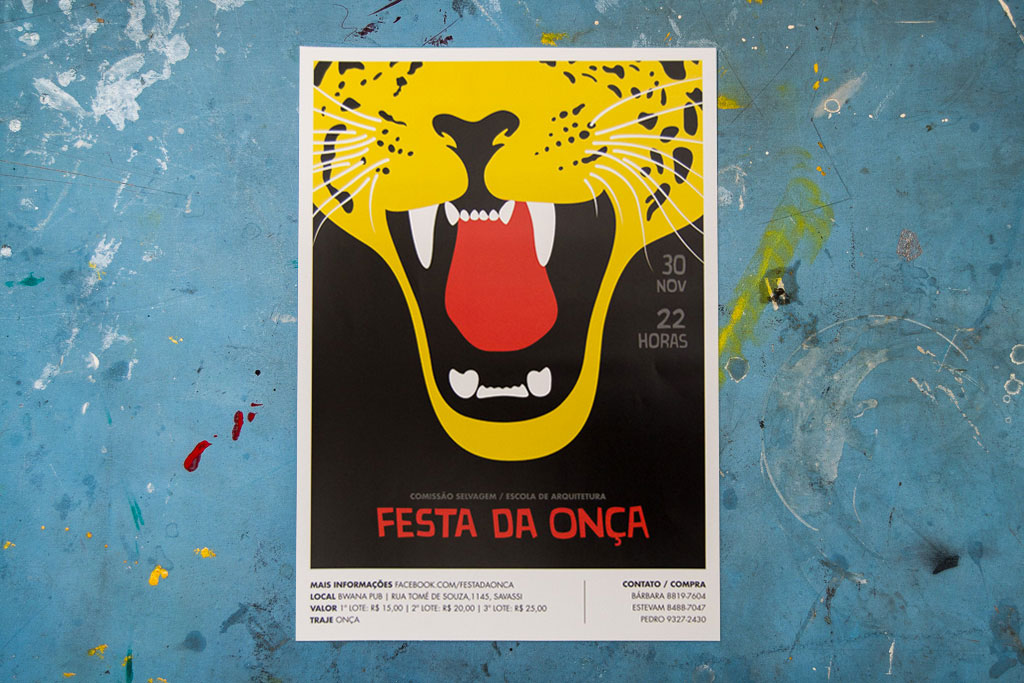 30
NOV
22
HORAS
COMISSÃO SELVAGEM / ESCOLA DE ARQUITETURA
FESTA DA ONÇA
MAIS INFORMAÇÕES FACEBOOK.COM/FESTADAONCA
LOCAL BWANA PUB | RUA TOMÉ DE SOUZA,1145, SAVASSI
VALOR 1º LOTE: R$ 15,00 | 2º LOTE: R$ 20,00 | 3º LOTE: R$ 25,00
TRAJE ONÇA
CONTATO / COMPRA
BÁRBARA 8819-7604
ESTEVAM 8488-7047
PEDRO 9327-2430